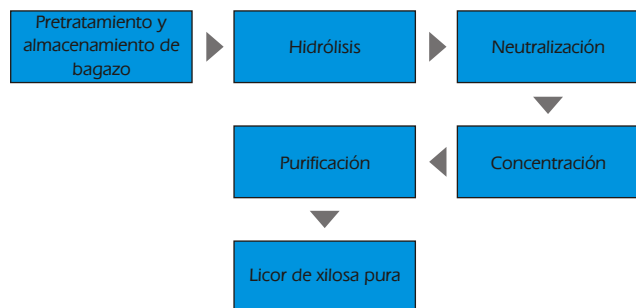 Pretratamiento y
almacenamiento de
bagazo
Hidrólisis
Neutralización
Concentración
Purificación
Licor de xilosa pura